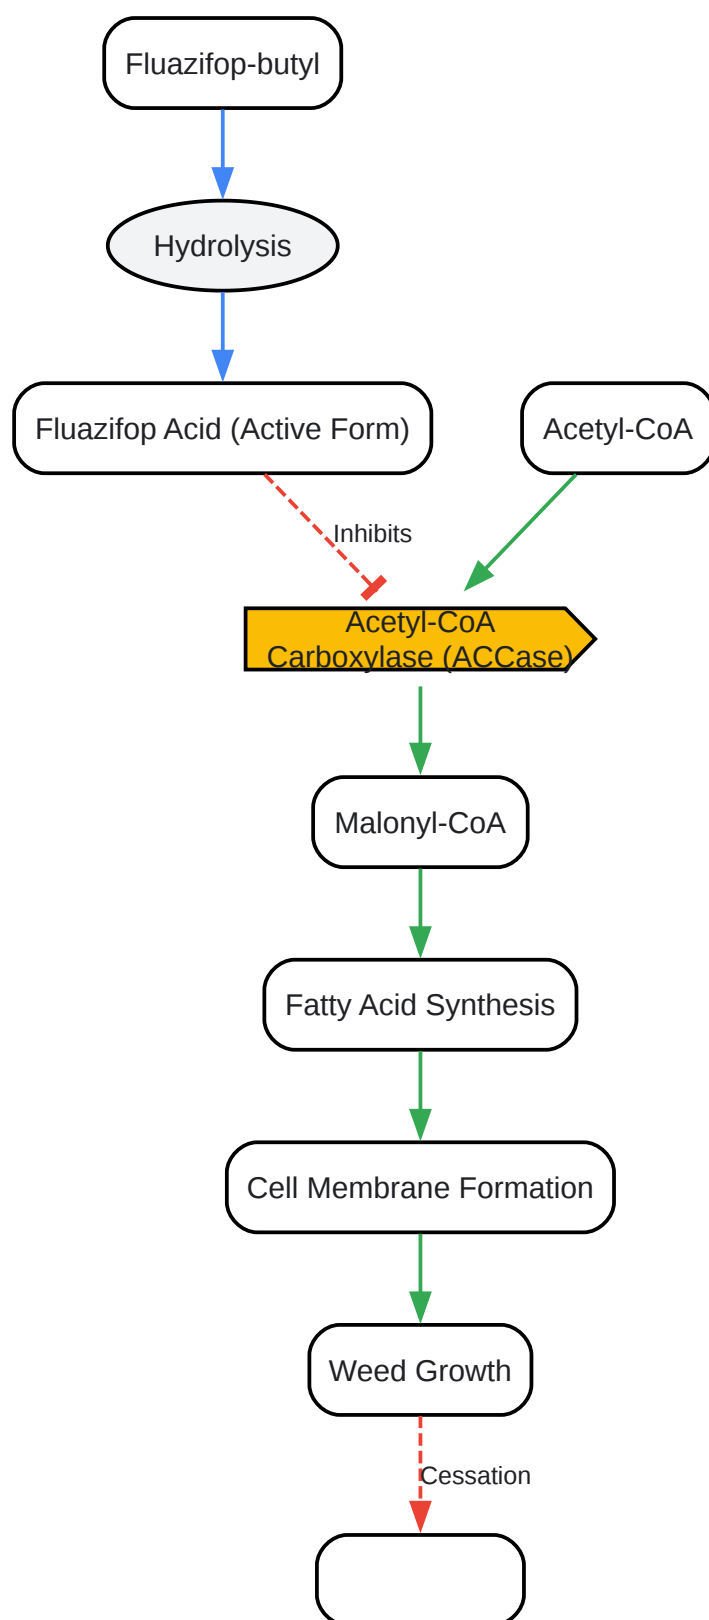 Fluazifop-butyl
Hydrolysis
Fluazifop Acid (Active Form)
Acetyl-CoA
Inhibits
Acetyl-CoA
Carboxylase (ACCase)
Malonyl-CoA
Fatty Acid Synthesis
Cell Membrane Formation
Weed Growth
Cessation